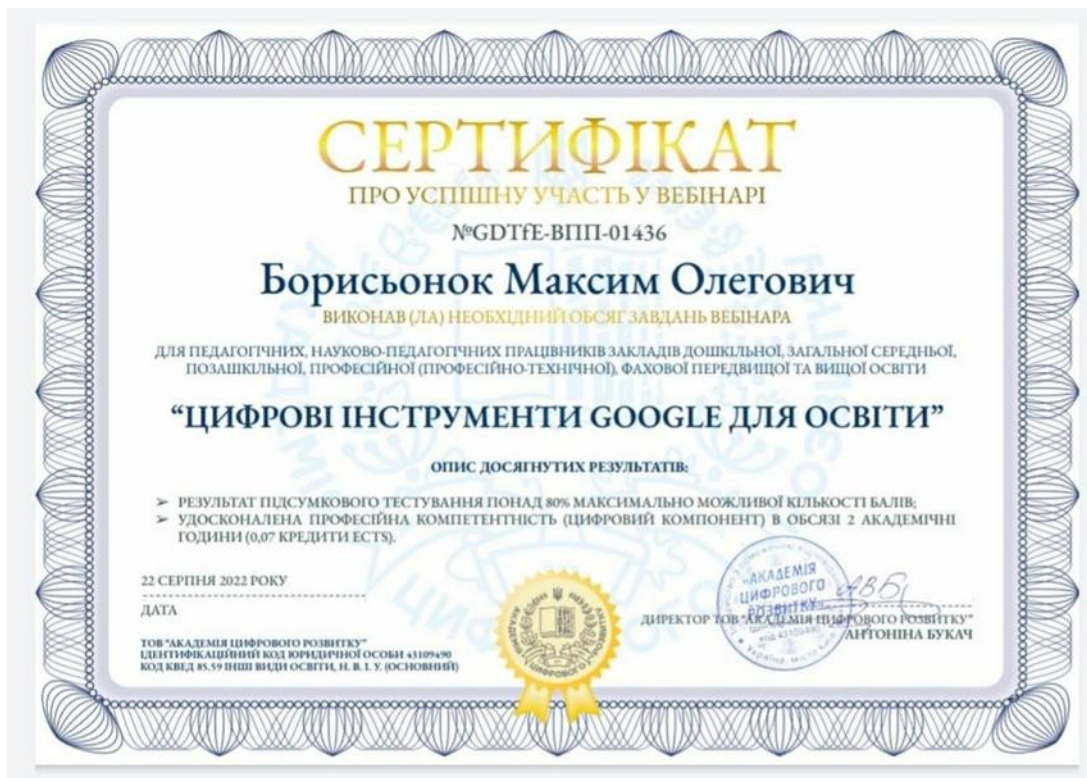 СЕРТИФІКАТ
ПРО УСПІШНУ УЧАСТЬ У ВЕБІНАРІ
№GDTfE-ВПП-01436
Борисьонок Максим Олегович
ВИКОНАВ (ЛА) НЕОБХІДНИЙ ОБСЯГ ЗАВДАНЬ ВЕБІНАРА
ДЛЯ ПЕДАГОГІЧНИХ, НАУКОВО-ПЕДАГОГІЧНИХ ПРАЦІВНИКІВ ЗАКЛАДІВ ДОШКІЛЬНОЇ, ЗАГАЛЬНОЇ СЕРЕДНЬОЇ,
ПОЗАШКІЛЬНОЇ, ПРОФЕСІЙНОЇ (ПРОФЕСІЙНО-ТЕХНІЧНОЇ), ФАХОВОЇ ПЕРЕДВИЩОЇ ТА ВИЩОЇ ОСВІТИ
“ЦИФРОВІ ІНСТРУМЕНТИ GOOGLE ДЛЯ ОСВІТИ”
ОПИС ДОСЯГНУТИХ РЕЗУЛЬТАТІВ:
➢ РЕЗУЛЬТАТ ПІДСУМКОВОГО ТЕСТУВАННЯ ПОНАД 80% МАКСИМАЛЬНО МОЖЛИВОЇ КІЛЬКОСТІ БАЛІВ;
➢ УДОСКОНАЛЕНА ПРОФЕСІЙНА КОМПЕТЕНТНІСТЬ (ЦИФРОВИЙ КОМПОНЕНТ) В ОБСЯЗІ 2 АКАДЕМІЧНІ
ГОДИНИ (0,07 КРЕДИТИ ECTS).
22 СЕРПНЯ 2022 РОКУ
ДАТА
ТОВ "АКАДЕМІЯ ЦИФРОВОГО РОЗВИТКУ"
ІДЕНТИФІКАЦІЙНИЙ КОД ЮРИДИЧНОЇ ОСОБИ 43109490
КОД КВЕД 85.59 ІНШІ ВИДИ ОСВІТИ, Н. В. І. У. (ОСНОВНИЙ)
«АКАДЕМІЯ
ЦИФРОВОГО
РОЗВИТКУ»
ДИРЕКТОР ТОВ "АКАДЕМІЯ ЦИФРОВОГО РОЗВИТКУ"
АНТОНІНА БУКАЧ